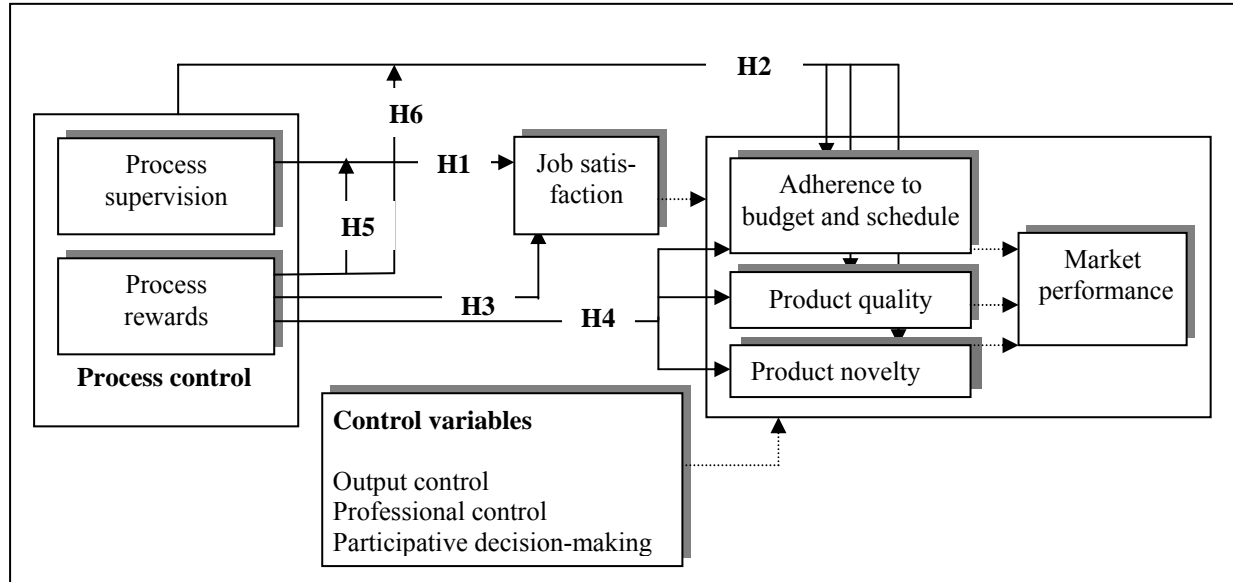 H2
H6
Process
supervision
H1
Job satis-
faction
Adherence to
budget and schedule
H5
Process
rewards
H3
H4
Product quality
Market
performance
Process control
Product novelty
Control variables
Output control
Professional control
Participative decision-making